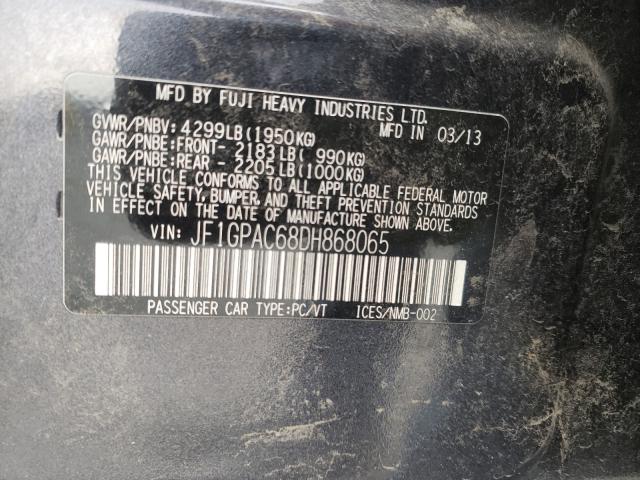 MFD BY FUJI HEAVY INDUSTRIES LTD.
GVWR/PNBV: 4299LB(1950KG) MFD IN 03/13
GAWR/PNBE:FRONT- 2183LB( 990KG)
GAWR/PNBE:REAR - 2205LB(1000KG)
THIS VEHICLE CONFORMS TO ALL APPLICABLE FEDERAL MOTOR
VEHICLE SAFETY, BUMPER, AND THEFT PREVENTION STANDARDS
IN EFFECT ON THE DATE OF MANUFACTURE SHOWN ABOVE.
VIN: JF1GPAC68DH868065
PASSENGER CAR TYPE:PC/VT ICES/NMB-002